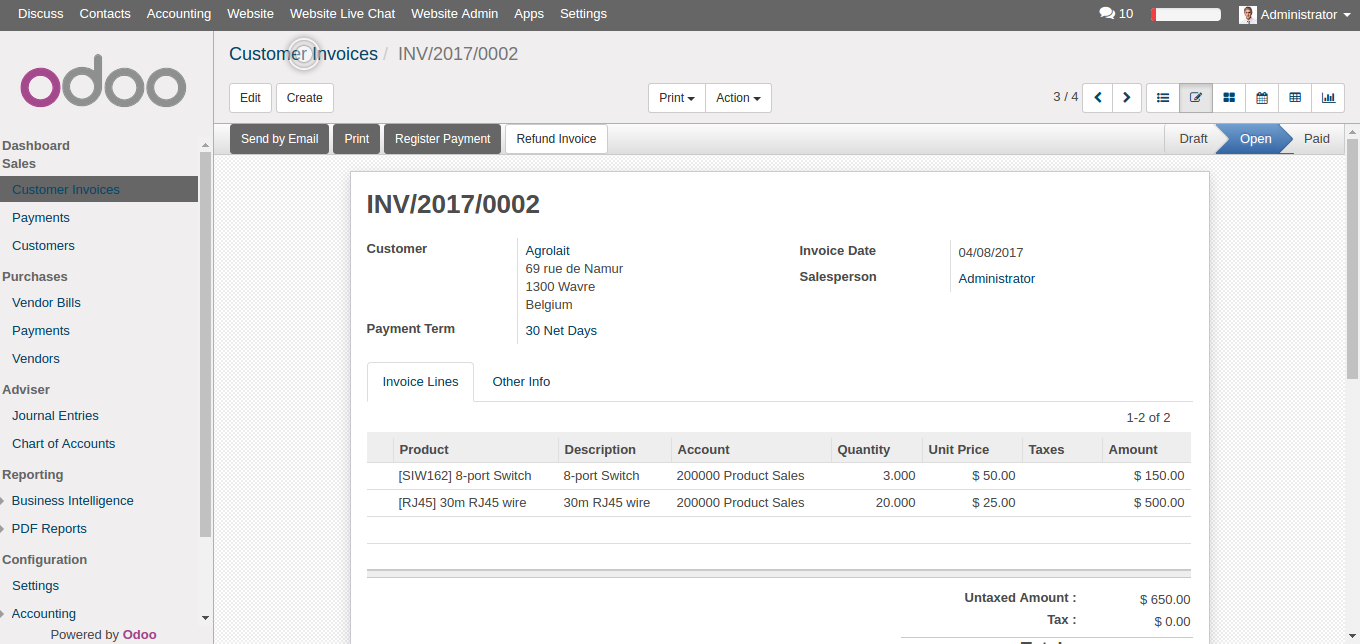 Discuss Contacts Accounting Website Website Live Chat Website Admin Apps Settings 10 Administrator
odoo
Customer Invoices / INV/2017/0002
Edit Create Print Action 3 / 4
Send by Email Print Register Payment Refund Invoice Draft Open Paid
Dashboard
Sales
Customer Invoices
Payments
Customers
Purchases
Vendor Bills
Payments
Vendors
Adviser
Journal Entries
Chart of Accounts
Reporting
Business Intelligence
PDF Reports
Configuration
Settings
Accounting
Powered by Odoo
INV/2017/0002
Customer Agrolait
69 rue de Namur
1300 Wavre
Belgium
Payment Term 30 Net Days
Invoice Date 04/08/2017
Salesperson Administrator
Invoice Lines Other Info
1-2 of 2
Product Description Account Quantity Unit Price Taxes Amount
[SIW162] 8-port Switch 8-port Switch 200000 Product Sales 3.000 $ 50.00 $ 150.00
[RJ45] 30m RJ45 wire 30m RJ45 wire 200000 Product Sales 20.000 $ 25.00 $ 500.00
Untaxed Amount : $ 650.00
Tax : $ 0.00